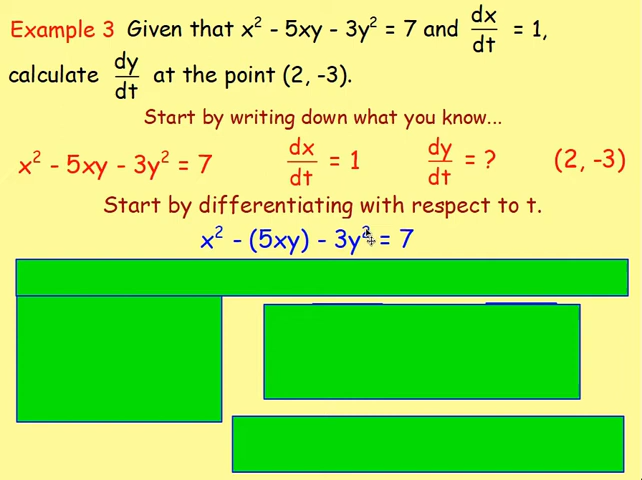 Example 3 Given that x² - 5xy - 3y² = 7 and dx/dt = 1,
calculate dy/dt at the point (2, -3).
Start by writing down what you know...
x² - 5xy - 3y² = 7 dx/dt = 1 dy/dt = ? (2, -3)
Start by differentiating with respect to t.
x² - (5xy) - 3y² = 7